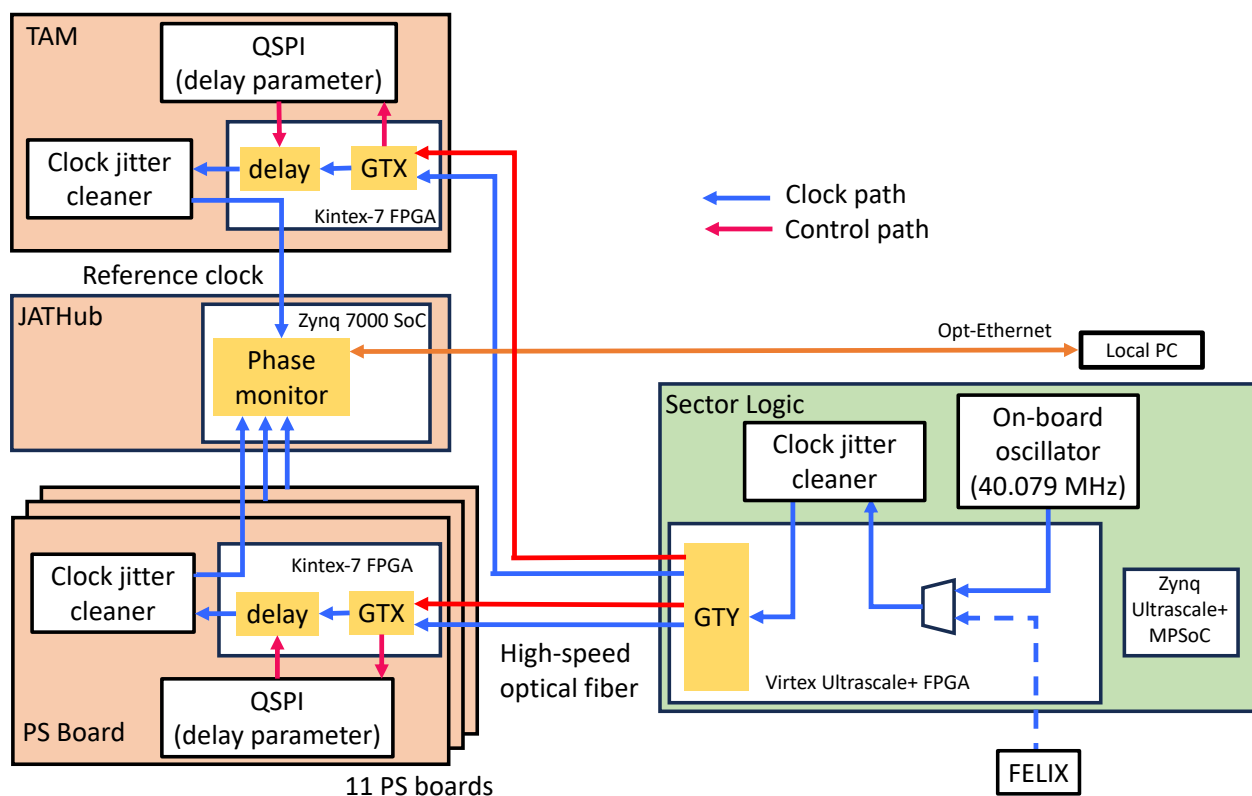 TAM
QSPI
(delay parameter)
Clock jitter
cleaner
delay
GTX
Kintex-7 FPGA
Clock path
Control path
Reference clock
JATHub
Zynq 7000 SoC
Phase
monitor
Opt-Ethernet
Local PC
Sector Logic
Clock jitter
cleaner
On-board
oscillator
(40.079 MHz)
Clock jitter
cleaner
Kintex-7 FPGA
delay
GTX
GTY
Zynq
Ultrascale+
MPSoC
High-speed
optical fiber
Virtex Ultrascale+ FPGA
PS Board
QSPI
(delay parameter)
11 PS boards
FELIX